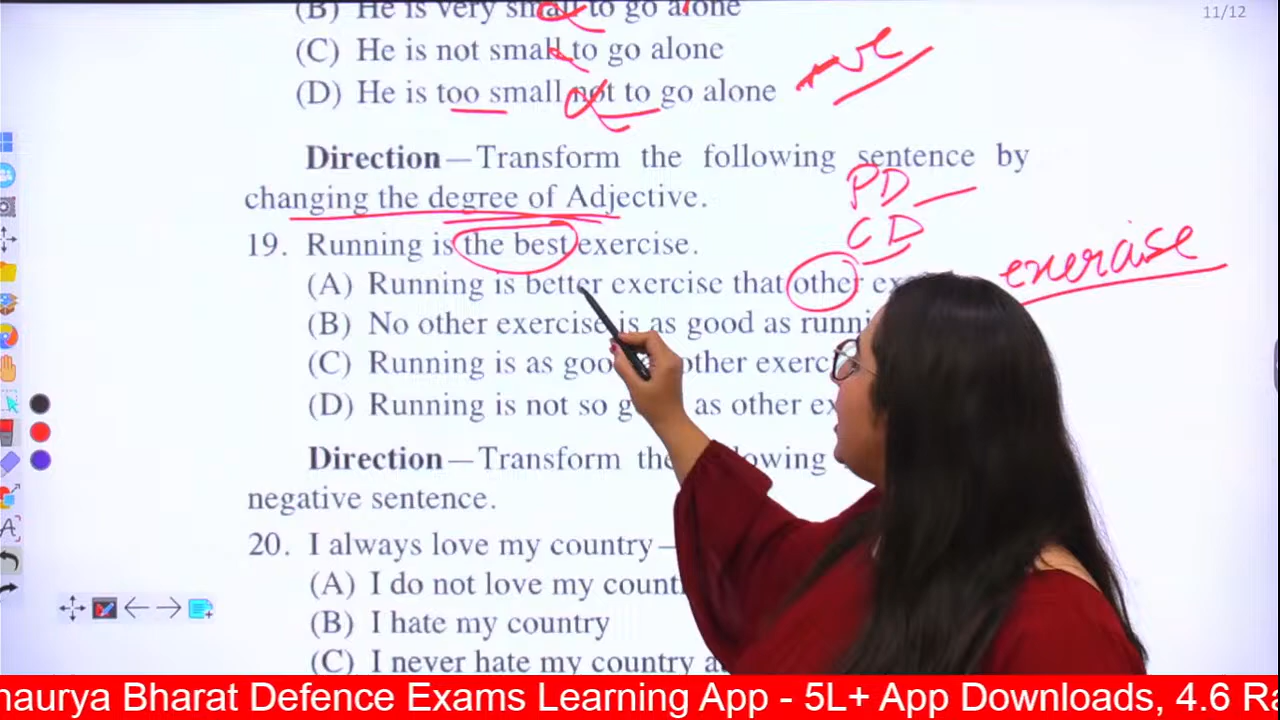 (B) He is very small to go alone
11/12
(C) He is not small to go alone
(D) He is too small not to go alone
+ve
Direction—Transform the following sentence by
changing the degree of Adjective.
PD
CD
19. Running is the best exercise.
exercise
(A) Running is better exercise that other
(B) No other exercise is as good as
(C) Running is as other
(D) Running is not so as other
Direction—Transform the
negative sentence.
20. I always love my country—
(A) I do not love my
(B) I hate my country
(C) I never hate my country
Bharat Defence Exams Learning App - 5L+ App Downloads, 4.6